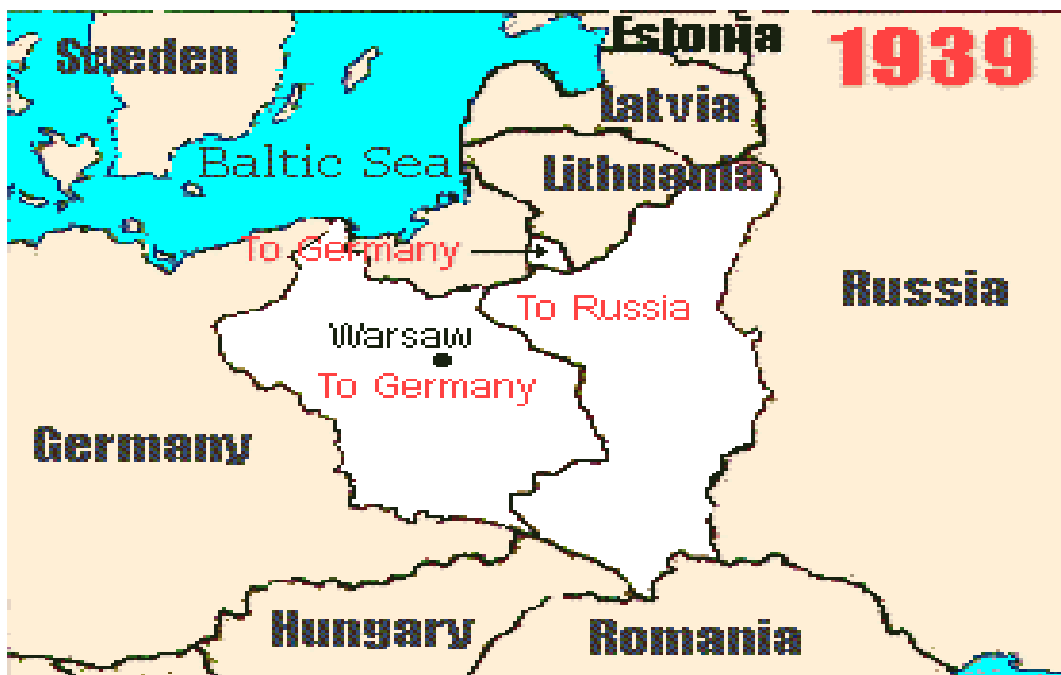 Estonia
1939
Sweden
Latvia
Baltic Sea
Lithuania
To Germany
Russia
To Russia
Warsaw
To Germany
Germany
Hungary
Romania